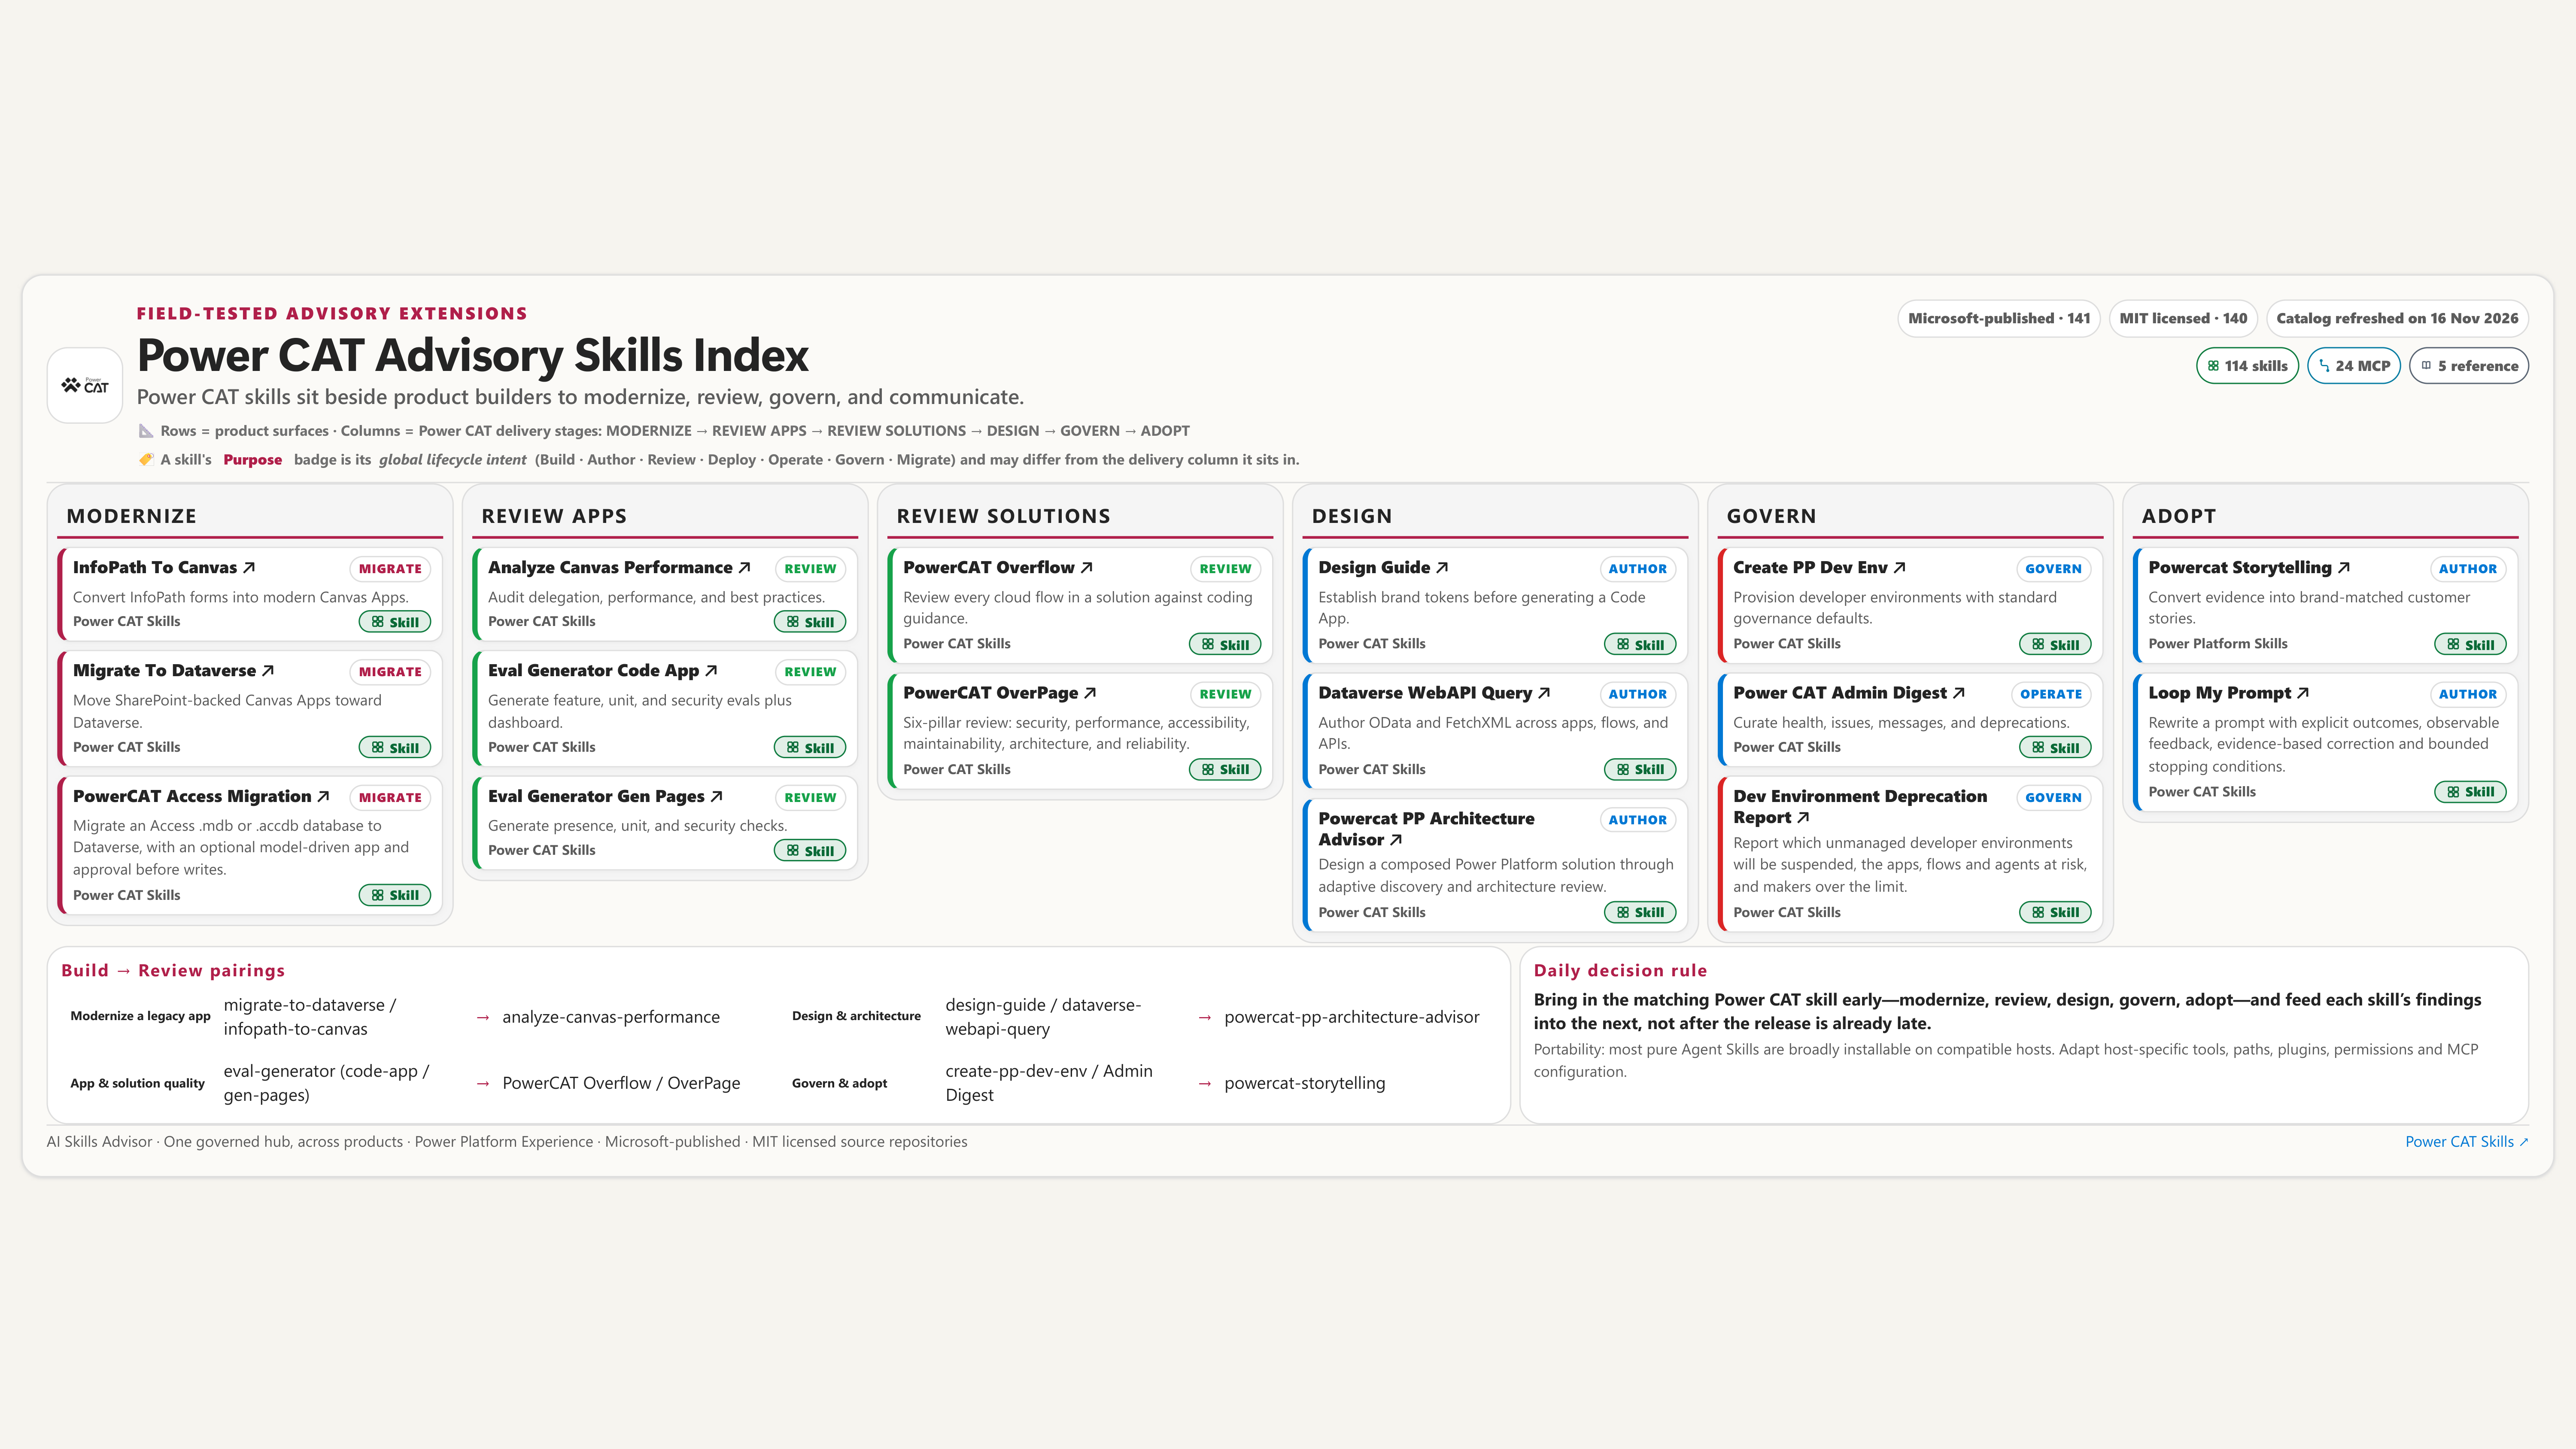 FIELD-TESTED ADVISORY EXTENSIONS
Power CAT Advisory Skills Index
Power CAT skills sit beside product builders to modernize, review, govern, and communicate.
Rows = product surfaces · Columns = Power CAT delivery stages: MODERNIZE → REVIEW APPS → REVIEW SOLUTIONS → DESIGN → GOVERN → ADOPT
A skill's Purpose badge is its global lifecycle intent (Build · Author · Review · Deploy · Operate · Govern · Migrate) and may differ from the delivery column it sits in.
Power CAT
Microsoft-published · 141
MIT licensed · 140
Catalog refreshed on 16 Nov 2026
114 skills
24 MCP
5 reference
MODERNIZE
InfoPath To Canvas ↗
MIGRATE
Convert InfoPath forms into modern Canvas Apps.
Power CAT Skills
Skill
Migrate To Dataverse ↗
MIGRATE
Move SharePoint-backed Canvas Apps toward
Dataverse.
Power CAT Skills
Skill
PowerCAT Access Migration ↗
MIGRATE
Migrate an Access .mdb or .accdb database to
Dataverse, with an optional model-driven app and
approval before writes.
Power CAT Skills
Skill
REVIEW APPS
Analyze Canvas Performance ↗
REVIEW
Audit delegation, performance, and best practices.
Power CAT Skills
Skill
Eval Generator Code App ↗
REVIEW
Generate feature, unit, and security evals plus
dashboard.
Power CAT Skills
Skill
Eval Generator Gen Pages ↗
REVIEW
Generate presence, unit, and security checks.
Power CAT Skills
Skill
REVIEW SOLUTIONS
PowerCAT Overflow ↗
REVIEW
Review every cloud flow in a solution against coding
guidance.
Power CAT Skills
Skill
PowerCAT OverPage ↗
REVIEW
Six-pillar review: security, performance, accessibility,
maintainability, architecture, and reliability.
Power CAT Skills
Skill
DESIGN
Design Guide ↗
AUTHOR
Establish brand tokens before generating a Code
App.
Power CAT Skills
Skill
Dataverse WebAPI Query ↗
AUTHOR
Author OData and FetchXML across apps, flows, and
APIs.
Power CAT Skills
Skill
Powercat PP Architecture
Advisor ↗
AUTHOR
Design a composed Power Platform solution through
adaptive discovery and architecture review.
Power CAT Skills
Skill
GOVERN
Create PP Dev Env ↗
GOVERN
Provision developer environments with standard
governance defaults.
Power CAT Skills
Skill
Power CAT Admin Digest ↗
OPERATE
Curate health, issues, messages, and deprecations.
Power CAT Skills
Skill
Dev Environment Deprecation
Report ↗
GOVERN
Report which unmanaged developer environments
will be suspended, the apps, flows and agents at risk,
and makers over the limit.
Power CAT Skills
Skill
ADOPT
Powercat Storytelling ↗
AUTHOR
Convert evidence into brand-matched customer
stories.
Power Platform Skills
Skill
Loop My Prompt ↗
AUTHOR
Rewrite a prompt with explicit outcomes, observable
feedback, evidence-based correction and bounded
stopping conditions.
Power CAT Skills
Skill
Build → Review pairings
Modernize a legacy app
migrate-to-dataverse /
infopath-to-canvas
→ analyze-canvas-performance
Design & architecture
design-guide / dataverse-
webapi-query
→ powercat-pp-architecture-advisor
App & solution quality
eval-generator (code-app /
gen-pages)
→ PowerCAT Overflow / OverPage
Govern & adopt
create-pp-dev-env / Admin
Digest
→ powercat-storytelling
Daily decision rule
Bring in the matching Power CAT skill early—modernize, review, design, govern, adopt—and feed each skill’s findings
into the next, not after the release is already late.
Portability: most pure Agent Skills are broadly installable on compatible hosts. Adapt host-specific tools, paths, plugins, permissions and MCP
configuration.
AI Skills Advisor · One governed hub, across products · Power Platform Experience · Microsoft-published · MIT licensed source repositories
Power CAT Skills ↗